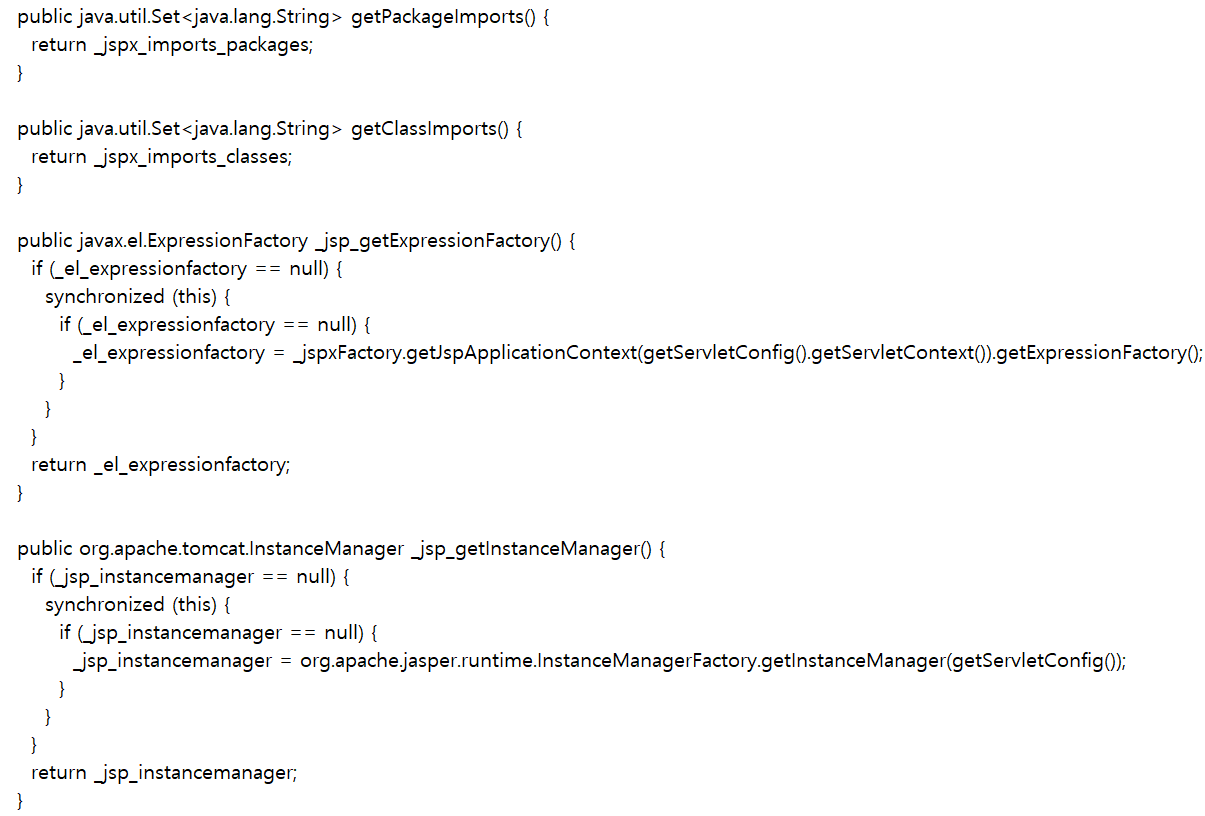 public java.util.Set<java.lang.String> getPackageImports() {
  return _jspx_imports_packages;
}

public java.util.Set<java.lang.String> getClassImports() {
  return _jspx_imports_classes;
}

public javax.el.ExpressionFactory _jsp_getExpressionFactory() {
  if (_el_expressionfactory == null) {
    synchronized (this) {
      if (_el_expressionfactory == null) {
        _el_expressionfactory = _jspxFactory.getJspApplicationContext(getServletConfig().getServletContext()).getExpressionFactory();
      }
    }
  }
  return _el_expressionfactory;
}

public org.apache.tomcat.InstanceManager _jsp_getInstanceManager() {
  if (_jsp_instancemanager == null) {
    synchronized (this) {
      if (_jsp_instancemanager == null) {
        _jsp_instancemanager = org.apache.jasper.runtime.InstanceManagerFactory.getInstanceManager(getServletConfig());
      }
    }
  }
  return _jsp_instancemanager;
}